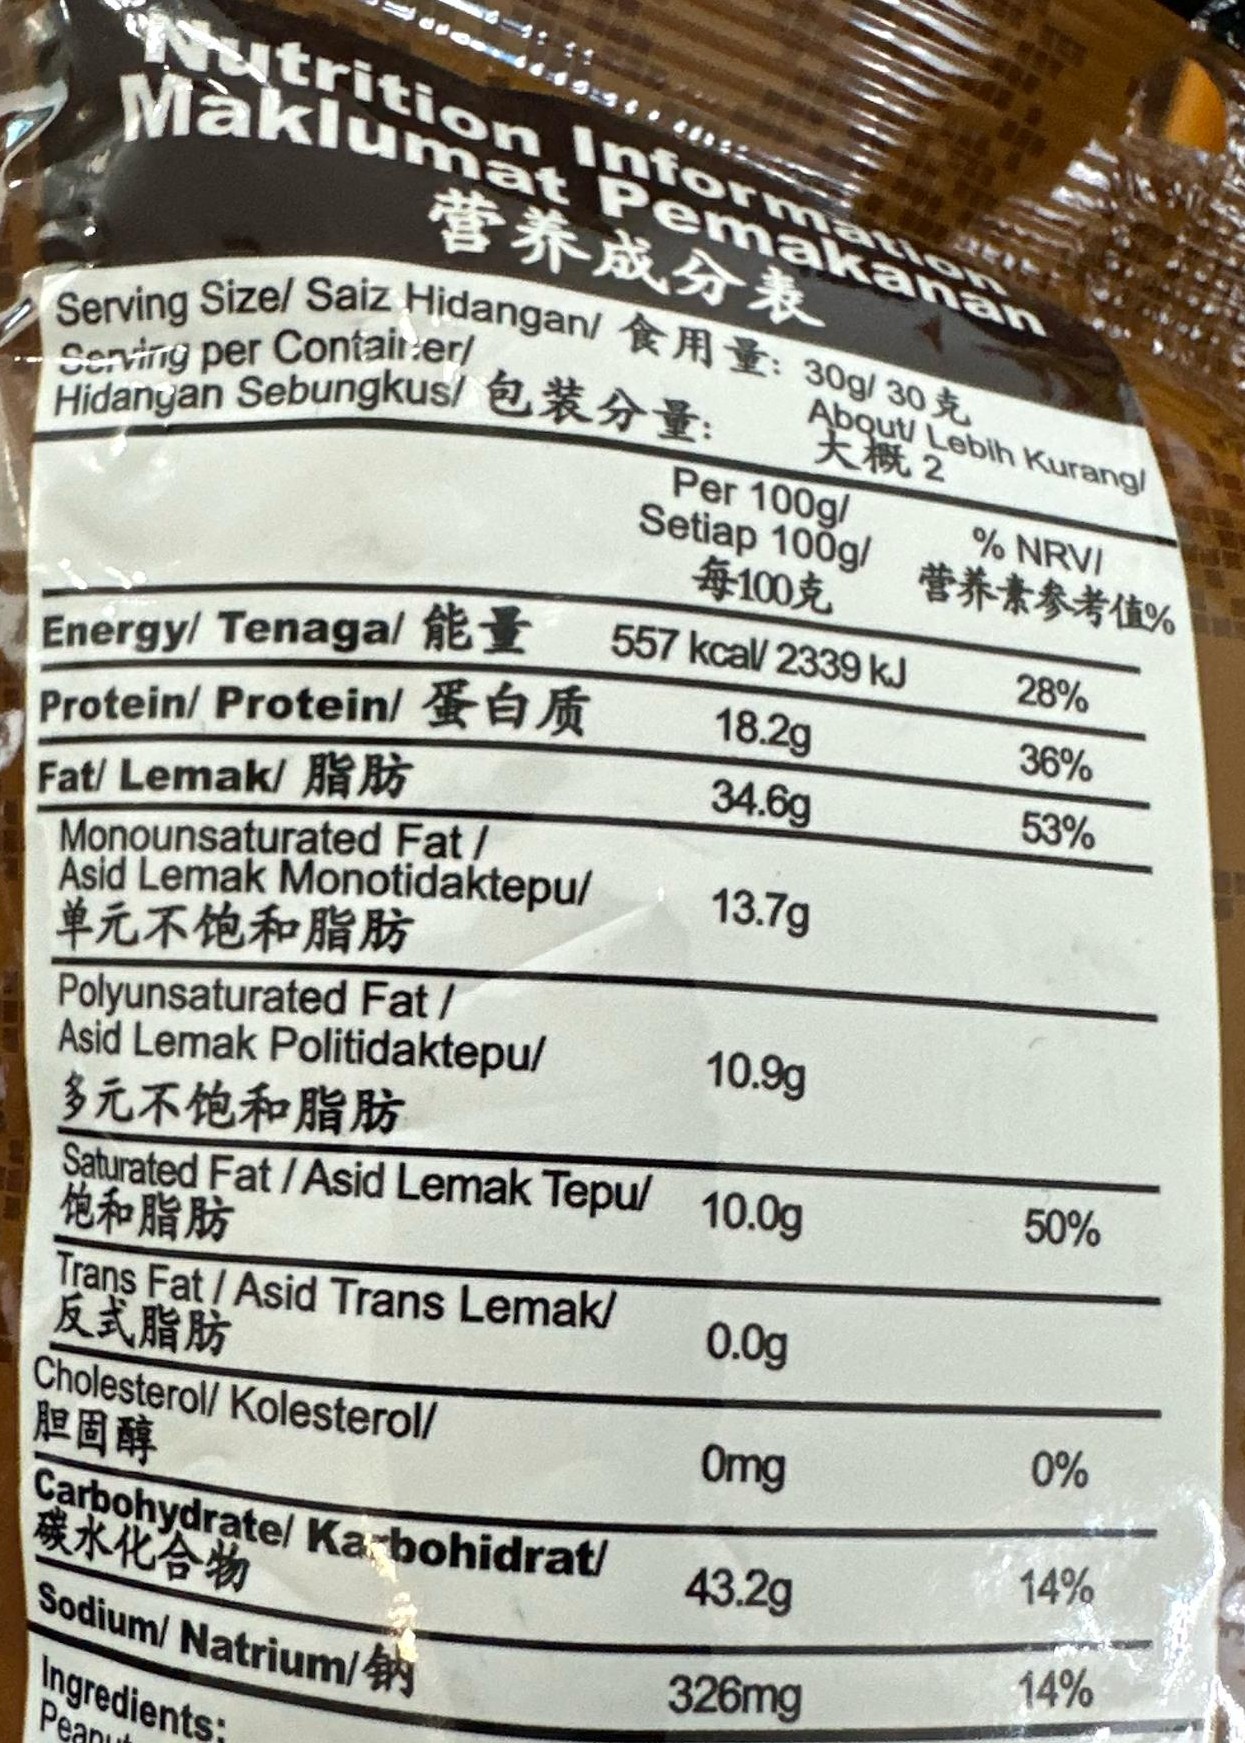 Nutrition Information
Maklumat Pemakanan
营养成分表
Serving Size/ Saiz Hidangan/ 食用量: 30g/ 30 克
Serving per Container/
Hidangan Sebungkus/ 包装分量: About/ Lebih Kurang/
大概 2
Per 100g/
Setiap 100g/
每100克
% NRV/
营养素参考值%
Energy/ Tenaga/ 能量 557 kcal/ 2339 kJ 28%
Protein/ Protein/ 蛋白质 18.2g 36%
Fat/ Lemak/ 脂肪 34.6g 53%
Monounsaturated Fat /
Asid Lemak Monotidaktepu/ 13.7g
单元不饱和脂肪
Polyunsaturated Fat /
Asid Lemak Politidaktepu/ 10.9g
多元不饱和脂肪
Saturated Fat / Asid Lemak Tepu/ 10.0g 50%
饱和脂肪
Trans Fat / Asid Trans Lemak/ 0.0g
反式脂肪
Cholesterol/ Kolesterol/ 0mg 0%
胆固醇
Carbohydrate/ Karbohidrat/ 43.2g 14%
碳水化合物
Sodium/ Natrium/ 钠 326mg 14%
Ingredients: